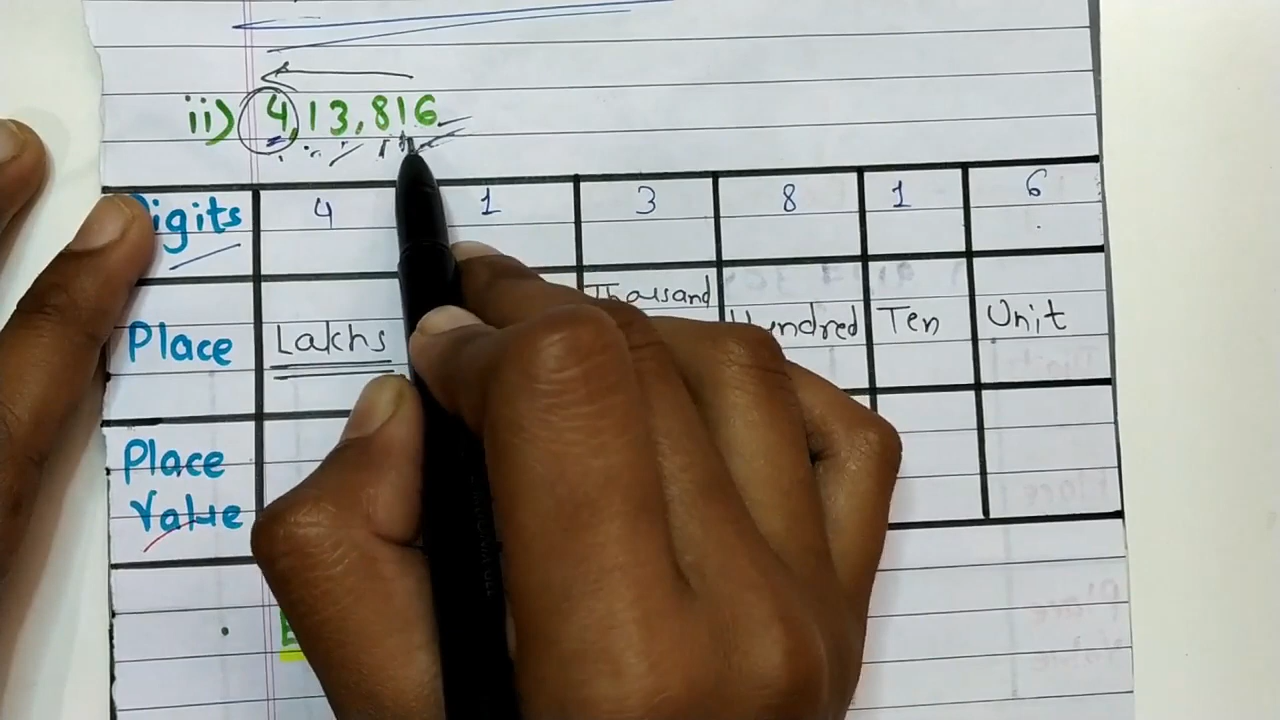 ii) 4,13,816
Digits 4 1 3 8 1 6
Place Lakhs Thousand Hundred Ten Unit
Place
Value